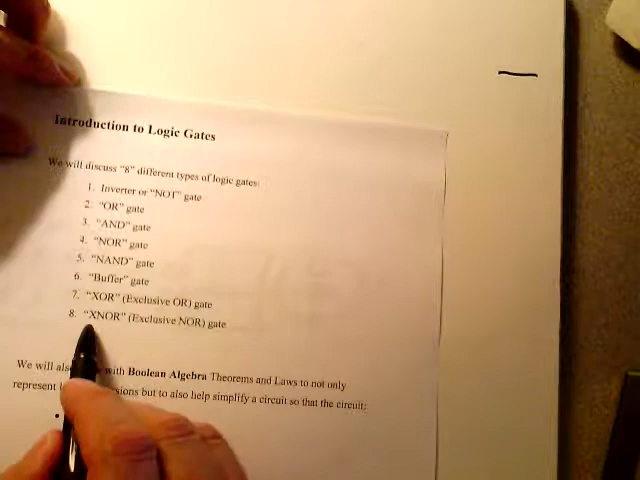 Introduction to Logic Gates
We will discuss "8" different types of logic gates:
1. Inverter or "NOT" gate
2. "OR" gate
3. "AND" gate
4. "NOR" gate
5. "NAND" gate
6. "Buffer" gate
7. "XOR" (Exclusive OR) gate
8. "XNOR" (Exclusive NOR) gate
We will with Boolean Algebra Theorems and Laws to not only
represent but to also help simplify a circuit so that the circuit: